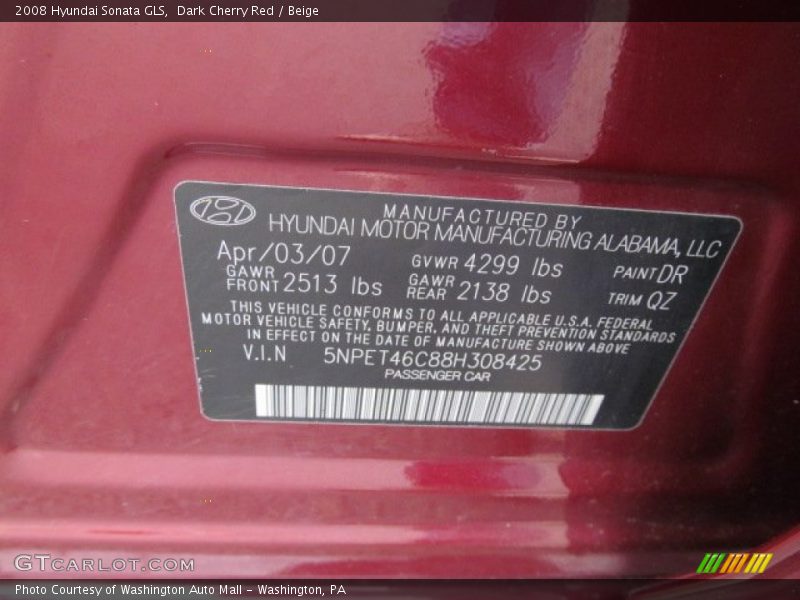 2008 Hyundai Sonata GLS,  Dark Cherry Red / Beige
MANUFACTURED BY
HYUNDAI MOTOR MANUFACTURING ALABAMA, LLC
Apr/03/07 GVWR 4299 lbs PAINT DR
GAWR FRONT 2513 lbs GAWR REAR 2138 lbs TRIM QZ
THIS VEHICLE CONFORMS TO ALL APPLICABLE U.S.A. FEDERAL
MOTOR VEHICLE SAFETY, BUMPER, AND THEFT PREVENTION STANDARDS
IN EFFECT ON THE DATE OF MANUFACTURE SHOWN ABOVE
V.I.N 5NPET46C88H308425
PASSENGER CAR
GTCARLOT.COM
Photo Courtesy of Washington Auto Mall - Washington, PA